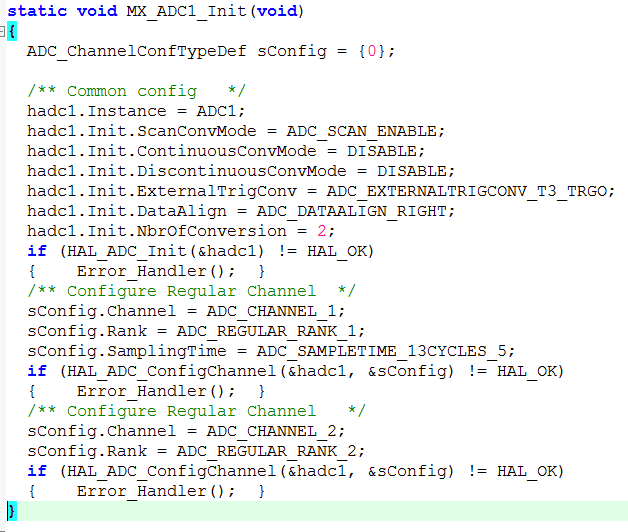 static void MX_ADC1_Init(void)
{
ADC_ChannelConfTypeDef sConfig = {0};
/** Common config   */
hadc1.Instance = ADC1;
hadc1.Init.ScanConvMode = ADC_SCAN_ENABLE;
hadc1.Init.ContinuousConvMode = DISABLE;
hadc1.Init.DiscontinuousConvMode = DISABLE;
hadc1.Init.ExternalTrigConv = ADC_EXTERNALTRIGCONV_T3_TRGO;
hadc1.Init.DataAlign = ADC_DATAALIGN_RIGHT;
hadc1.Init.NbrOfConversion = 2;
if (HAL_ADC_Init(&hadc1) != HAL_OK)
{    Error_Handler();  }
/** Configure Regular Channel  */
sConfig.Channel = ADC_CHANNEL_1;
sConfig.Rank = ADC_REGULAR_RANK_1;
sConfig.SamplingTime = ADC_SAMPLETIME_13CYCLES_5;
if (HAL_ADC_ConfigChannel(&hadc1, &sConfig) != HAL_OK)
{    Error_Handler();  }
/** Configure Regular Channel   */
sConfig.Channel = ADC_CHANNEL_2;
sConfig.Rank = ADC_REGULAR_RANK_2;
if (HAL_ADC_ConfigChannel(&hadc1, &sConfig) != HAL_OK)
{    Error_Handler();  }
}